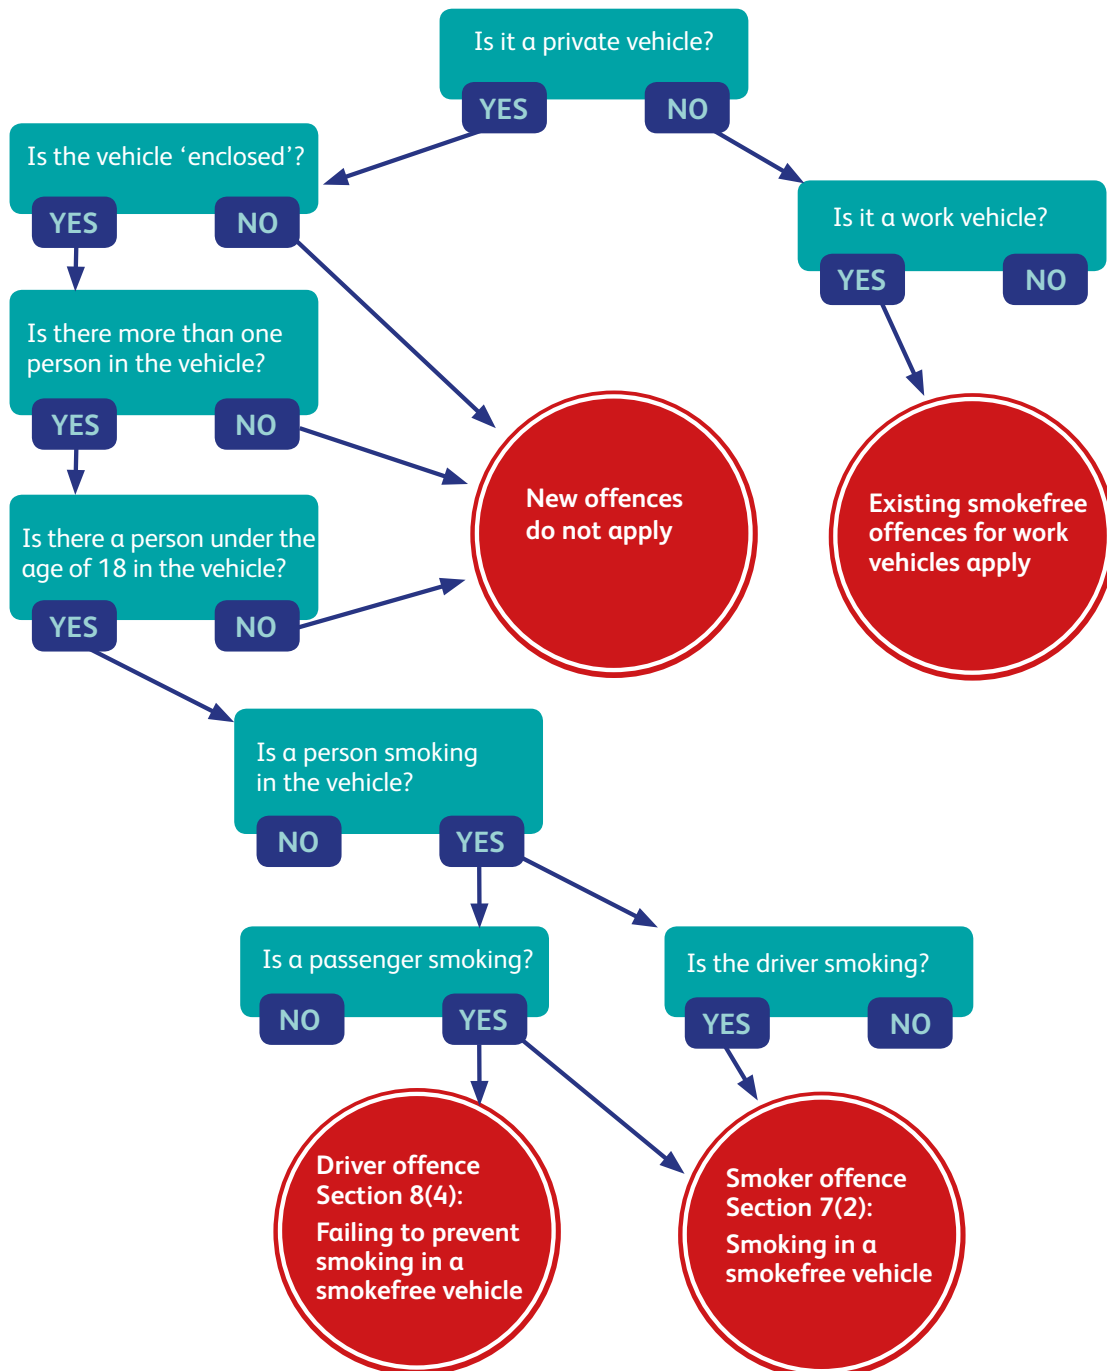 Is it a private vehicle?
YES
NO
Is the vehicle ‘enclosed’?
YES
NO
Is it a work vehicle?
YES
NO
Is there more than one
person in the vehicle?
YES
NO
New offences
do not apply
Existing smokefree
offences for work
vehicles apply
Is there a person under the
age of 18 in the vehicle?
YES
NO
Is a person smoking
in the vehicle?
NO
YES
Is a passenger smoking?
NO
YES
Is the driver smoking?
YES
NO
Driver offence
Section 8(4):
Failing to prevent
smoking in a
smokefree vehicle
Smoker offence
Section 7(2):
Smoking in a
smokefree vehicle